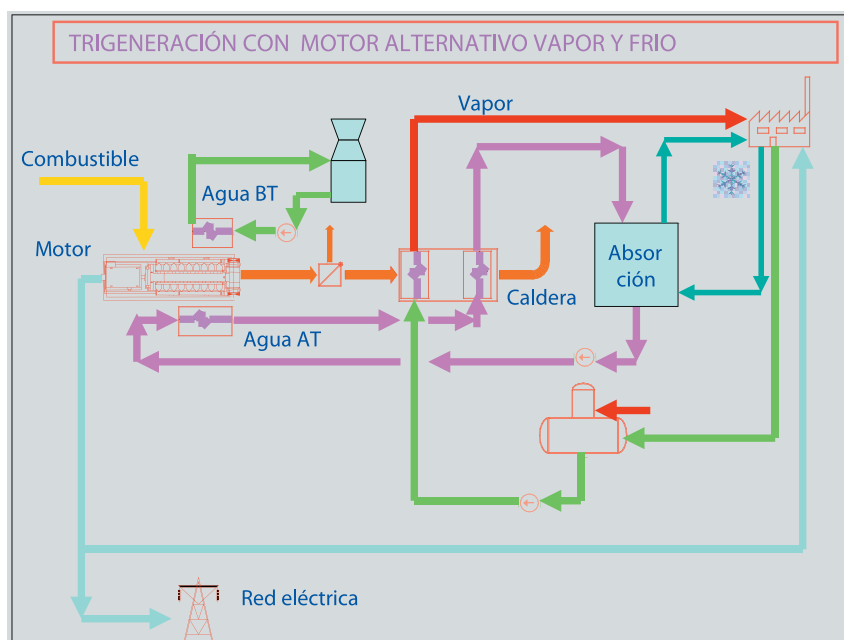 TRIGENERACIÓN CON MOTOR ALTERNATIVO VAPOR Y FRIO
Vapor
Combustible
Agua BT
Motor
Absor
ción
Caldera
Agua AT
Red eléctrica